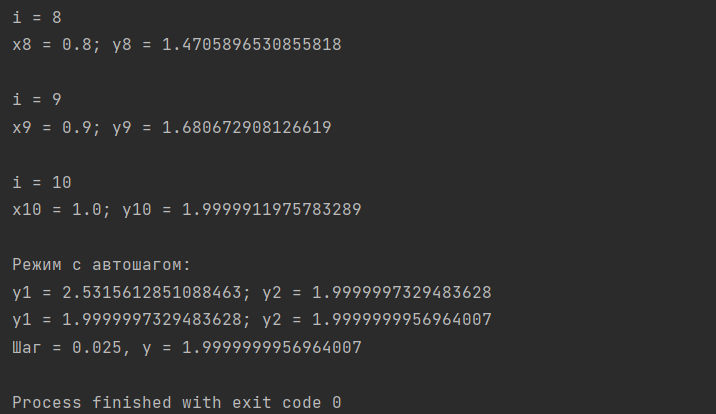 i = 8
x8 = 0.8; y8 = 1.4705896530855818
i = 9
x9 = 0.9; y9 = 1.680672908126619
i = 10
x10 = 1.0; y10 = 1.9999911975783289
Режим с автошагом:
y1 = 2.5315612851088463; y2 = 1.9999997329483628
y1 = 1.9999997329483628; y2 = 1.9999999956964007
Шаг = 0.025, y = 1.9999999956964007
Process finished with exit code 0